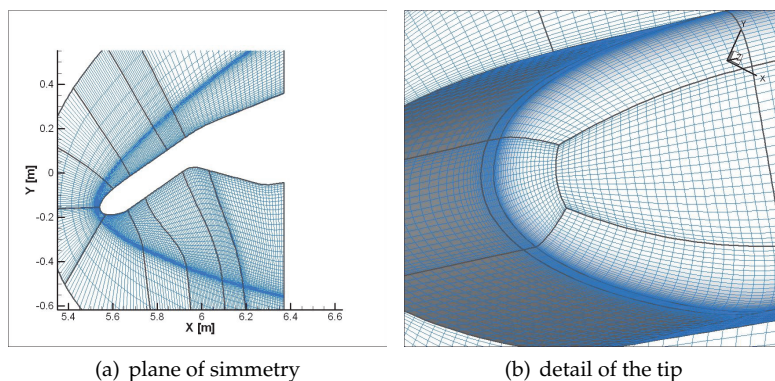 0.4
0.2
0
-0.2
-0.4
-0.6
Y [m]
5.4 5.6 5.8 6 6.2 6.4 6.6
X [m]
Y
Z
X
(a) plane of simmetry
(b) detail of the tip